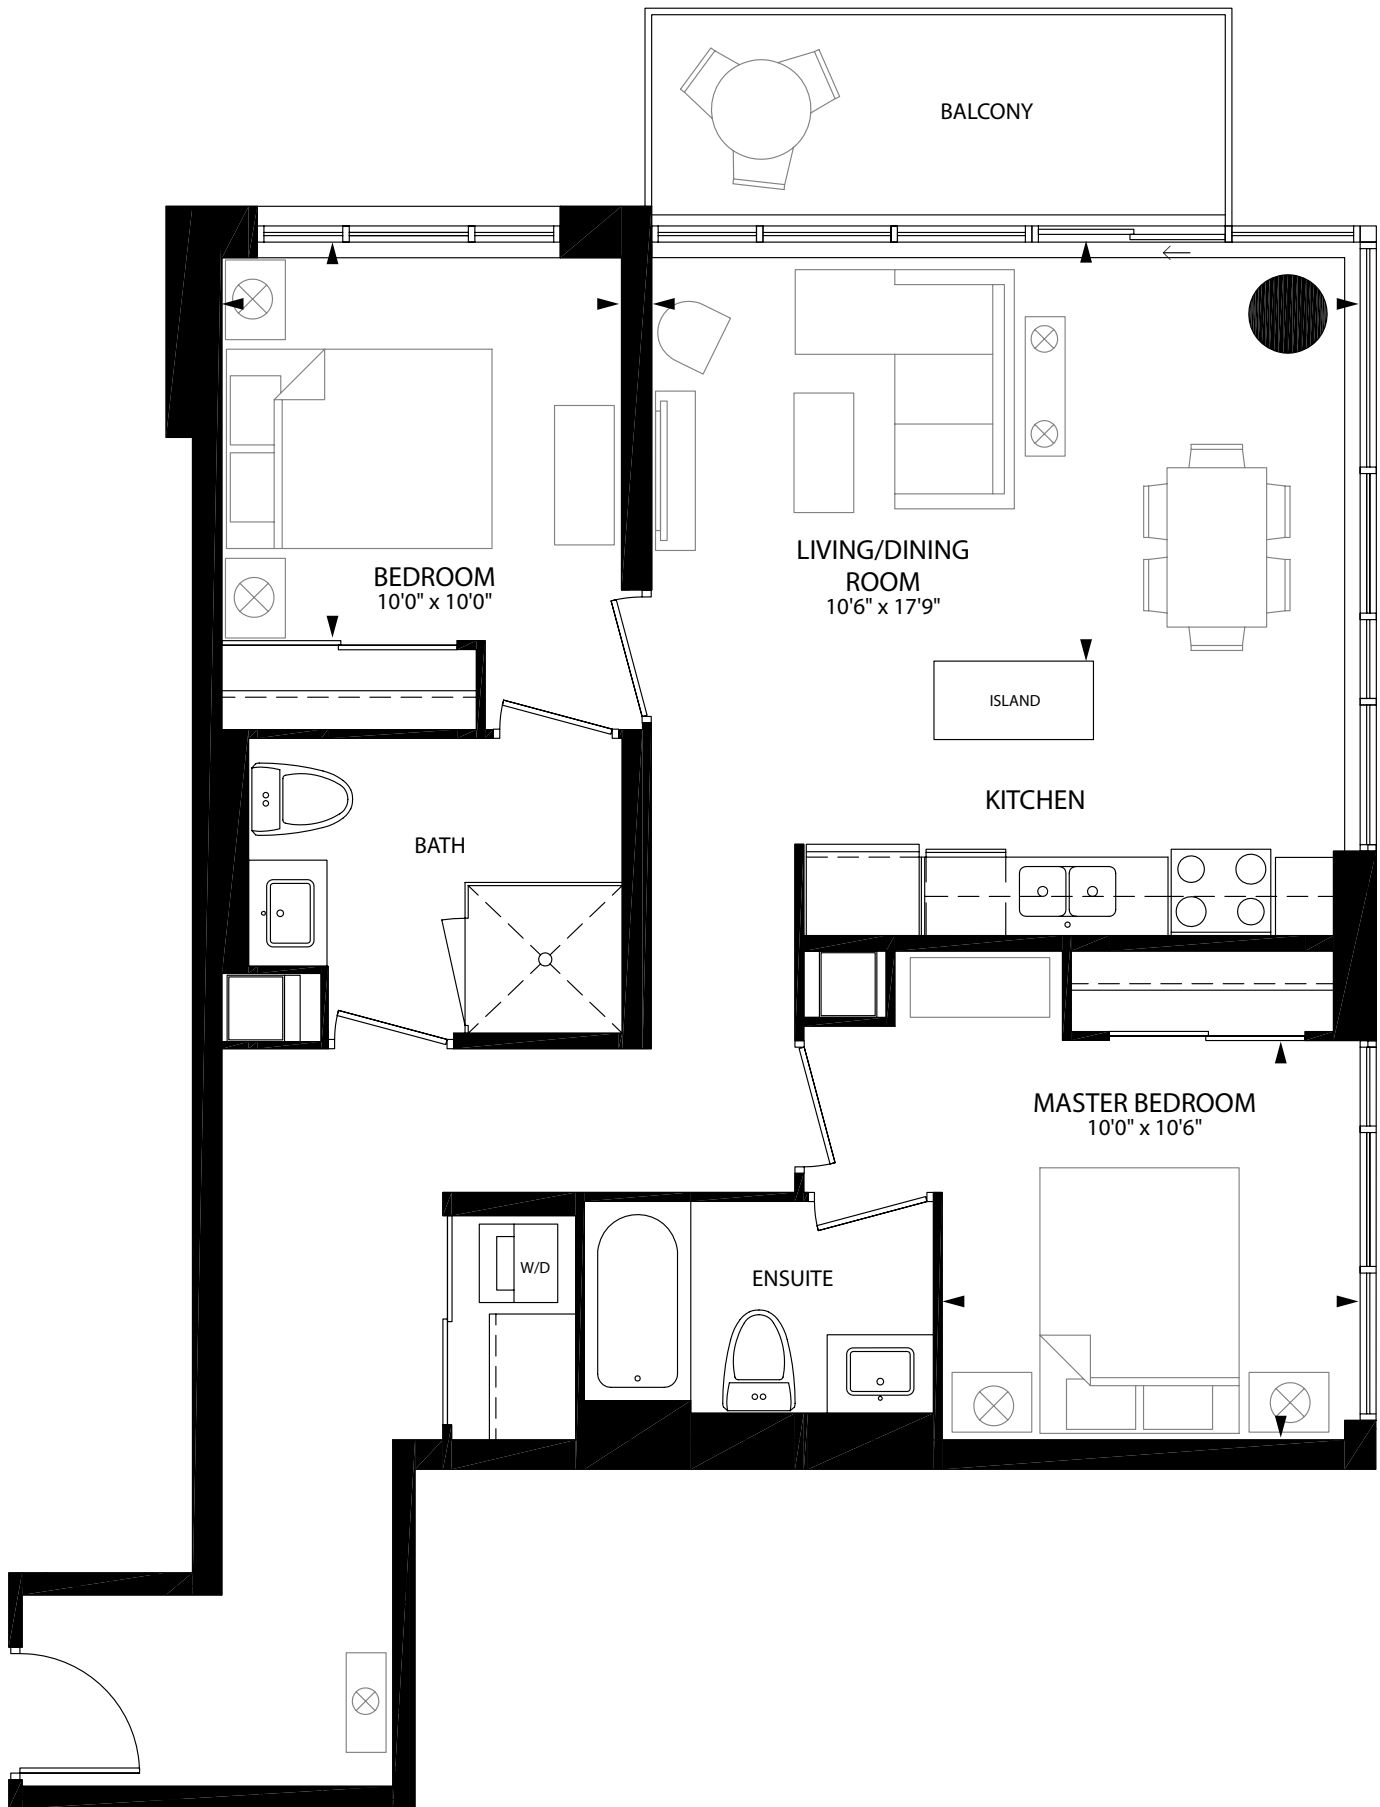 BALCONY
BEDROOM
10'0" x 10'0"
LIVING/DINING
ROOM
10'6" x 17'9"
ISLAND
KITCHEN
BATH
MASTER BEDROOM
10'0" x 10'6"
W/D
ENSUITE